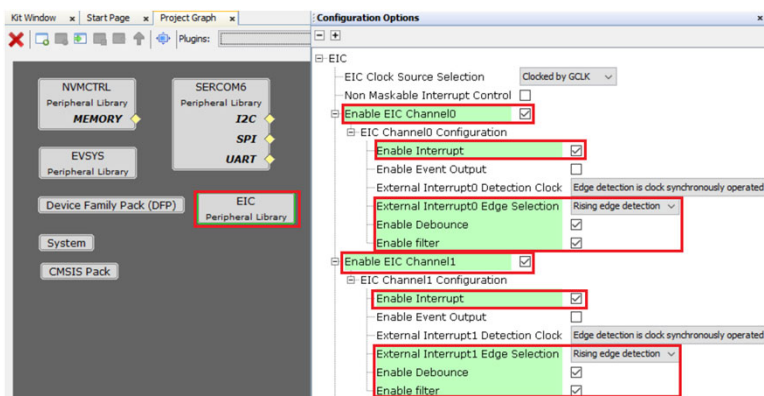 Kit Window x Start Page x Project Graph x
Plugins:
NVMCTRL
Peripheral Library
MEMORY
SERCOM6
Peripheral Library
I2C
SPI
UART
EVSYS
Peripheral Library
Device Family Pack (DFP)
EIC
Peripheral Library
System
CMSIS Pack
Configuration Options x
EIC
EIC Clock Source Selection Clocked by GCLK
Non Maskable Interrupt Control
Enable EIC Channel0
EIC Channel0 Configuration
Enable Interrupt
Enable Event Output
External Interrupt0 Detection Clock Edge detection is clock synchronously operated
External Interrupt0 Edge Selection Rising edge detection
Enable Debounce
Enable filter
Enable EIC Channel1
EIC Channel1 Configuration
Enable Interrupt
Enable Event Output
External Interrupt1 Detection Clock Edge detection is clock synchronously operated
External Interrupt1 Edge Selection Rising edge detection
Enable Debounce
Enable filter